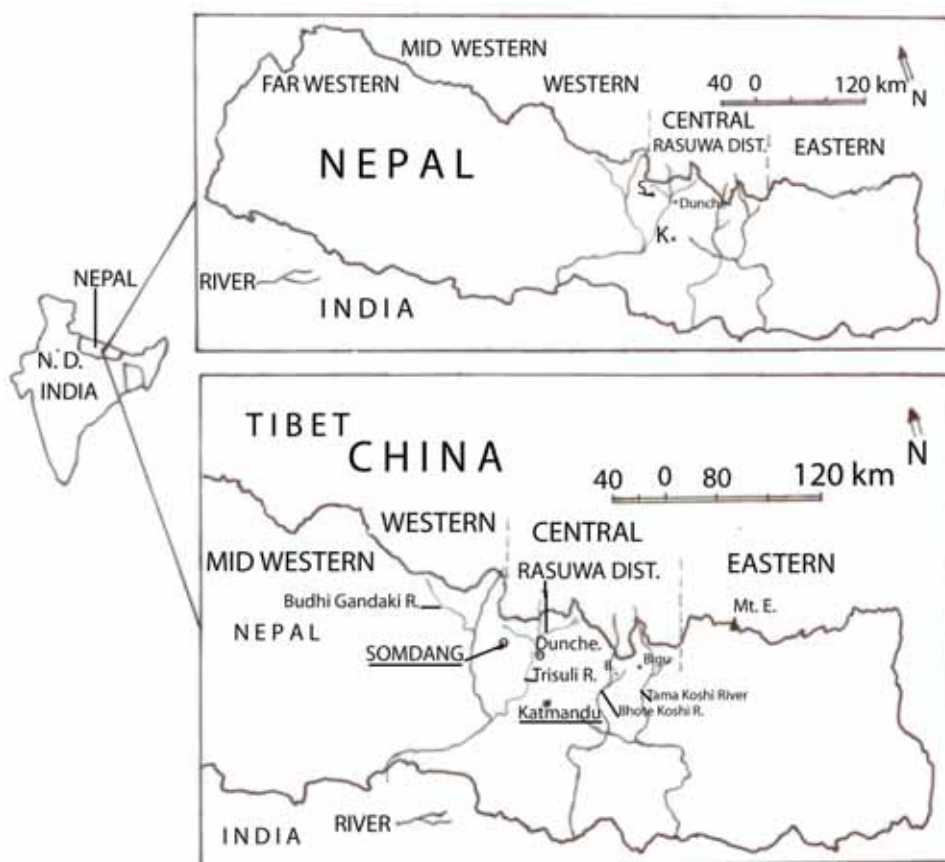 MID WESTERN
FAR WESTERN
WESTERN
40 0 120 km
N
CENTRAL
RASUWA DIST.
EASTERN
NEPAL
S.
Dunche
K.
RIVER
INDIA
NEPAL
N. D.
INDIA
TIBET
CHINA
N
40 0 80 120 km
WESTERN
CENTRAL
MID WESTERN
RASUWA DIST.
EASTERN
Budhi Gandaki R.
Mt. E.
NEPAL
SOMDANG
Dunche.
B.
Bigu
Trisuli R.
Tama Koshi River
Katmandu
Bhote Koshi R.
INDIA
RIVER